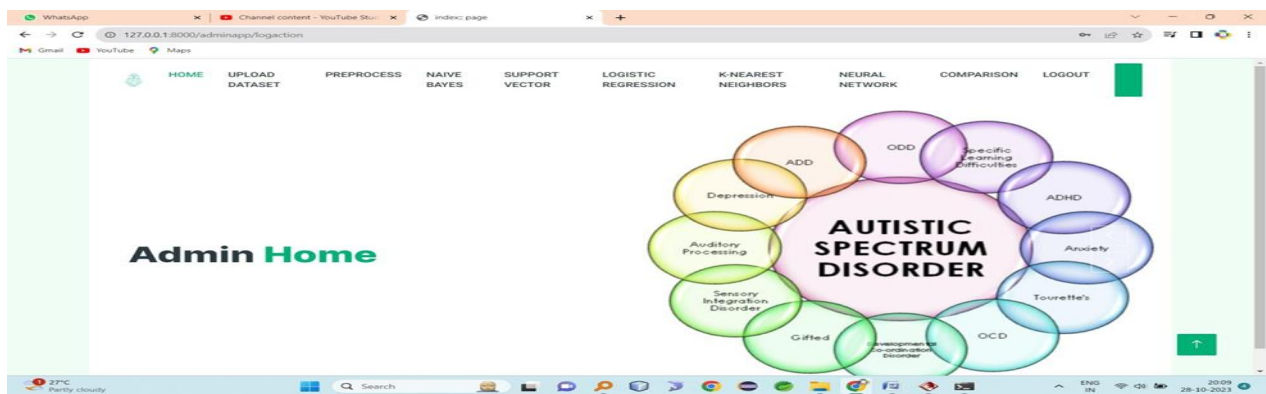 WhatsApp
Channel content - YouTube Stu
index:: page
127.0.0.1:8000/adminapp/logaction
Gmail
YouTube
Maps
HOME
UPLOAD
DATASET
PREPROCESS
NAIVE
BAYES
SUPPORT
VECTOR
LOGISTIC
REGRESSION
K-NEAREST
NEIGHBORS
NEURAL
NETWORK
COMPARISON
LOGOUT
Admin Home
AUTISTIC
SPECTRUM
DISORDER
ODD
Specific
Learning
Difficulties
ADHD
Anxiety
Tourette's
OCD
Developmental
Co-ordination
Disorder
Gifted
Sensory
Integration
Disorder
Auditory
Processing
Depression
ADD
27°C
Partly cloudy
Search
ENG
IN
20:09
28-10-2023